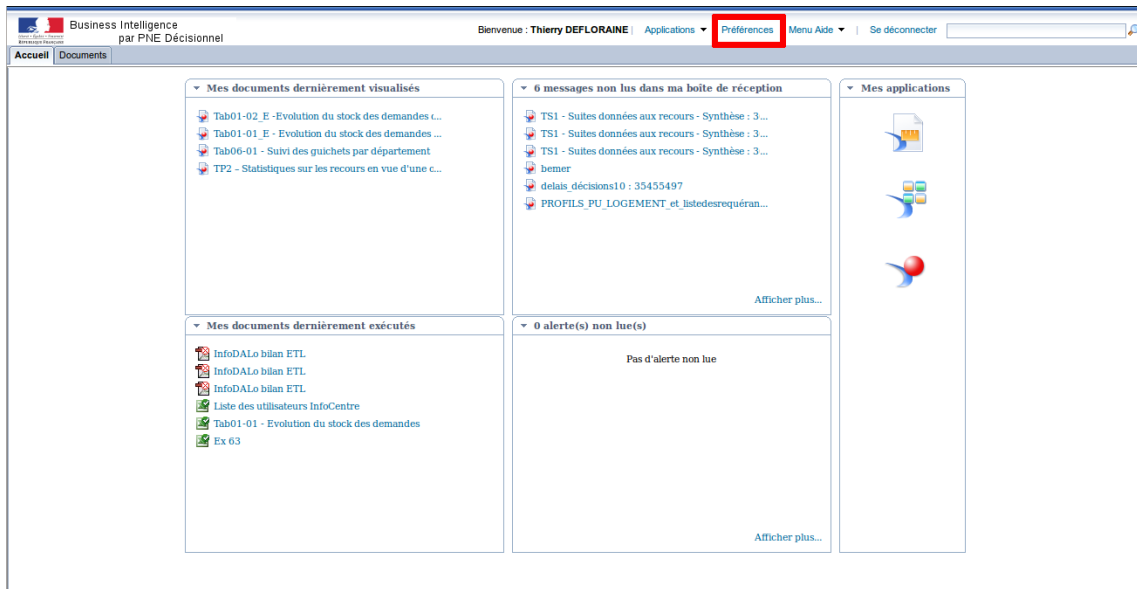 Business Intelligence
par PNE Décisionnel
Bienvenue : Thierry DEFLORAINE | Applications ▼ Préférences Menu Aide ▼ | Se déconnecter
Accueil Documents
Mes documents dernièrement visualisés
Tab01-02_E -Evolution du stock des demandes (...
Tab01-01_E - Evolution du stock des demandes ...
Tab06-01 - Suivi des guichets par département
TP2 – Statistiques sur les recours en vue d'une c...
6 messages non lus dans ma boîte de réception
TS1 - Suites données aux recours - Synthèse : 3...
TS1 - Suites données aux recours - Synthèse : 3...
TS1 - Suites données aux recours - Synthèse : 3...
bemer
delais_décisions10 : 35455497
PROFILS_PU_LOGEMENT_et_listedesrequéran...
Afficher plus...
Mes applications
Mes documents dernièrement exécutés
InfoDALo bilan ETL
InfoDALo bilan ETL
InfoDALo bilan ETL
Liste des utilisateurs InfoCentre
Tab01-01 - Evolution du stock des demandes
Ex 63
0 alerte(s) non lue(s)
Pas d'alerte non lue
Afficher plus...